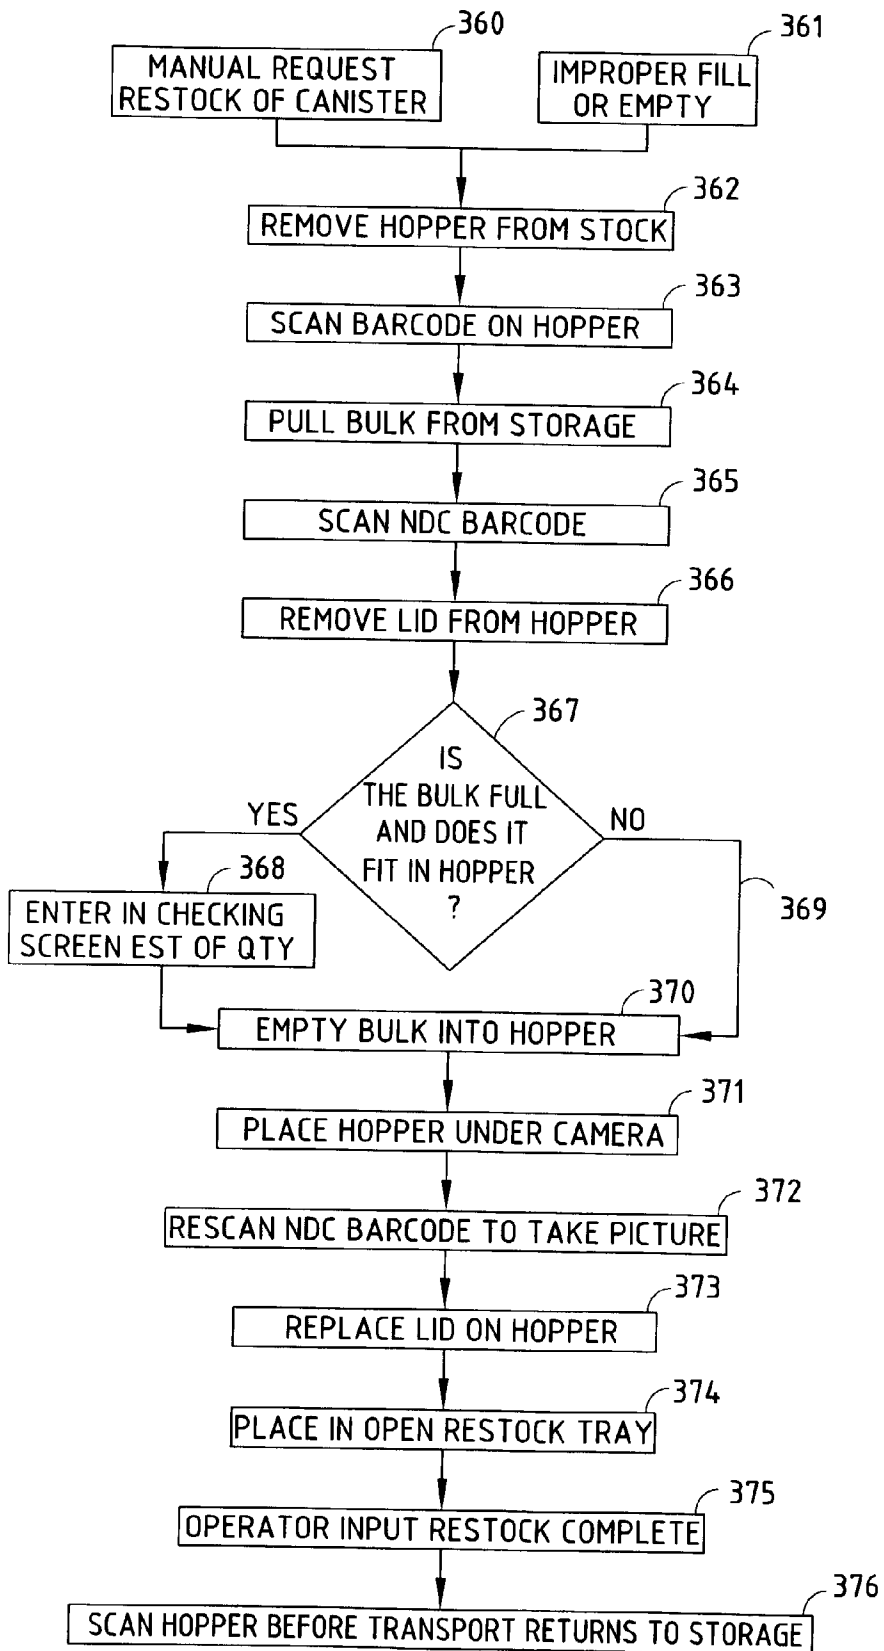 360
361
MANUAL REQUEST
RESTOCK OF CANISTER
IMPROPER FILL
OR EMPTY
362
REMOVE HOPPER FROM STOCK
363
SCAN BARCODE ON HOPPER
364
PULL BULK FROM STORAGE
365
SCAN NDC BARCODE
366
REMOVE LID FROM HOPPER
367
IS
THE BULK FULL
AND DOES IT
FIT IN HOPPER
?
YES
NO
368
ENTER IN CHECKING
SCREEN EST OF QTY
369
370
EMPTY BULK INTO HOPPER
371
PLACE HOPPER UNDER CAMERA
372
RESCAN NDC BARCODE TO TAKE PICTURE
373
REPLACE LID ON HOPPER
374
PLACE IN OPEN RESTOCK TRAY
375
OPERATOR INPUT RESTOCK COMPLETE
376
SCAN HOPPER BEFORE TRANSPORT RETURNS TO STORAGE